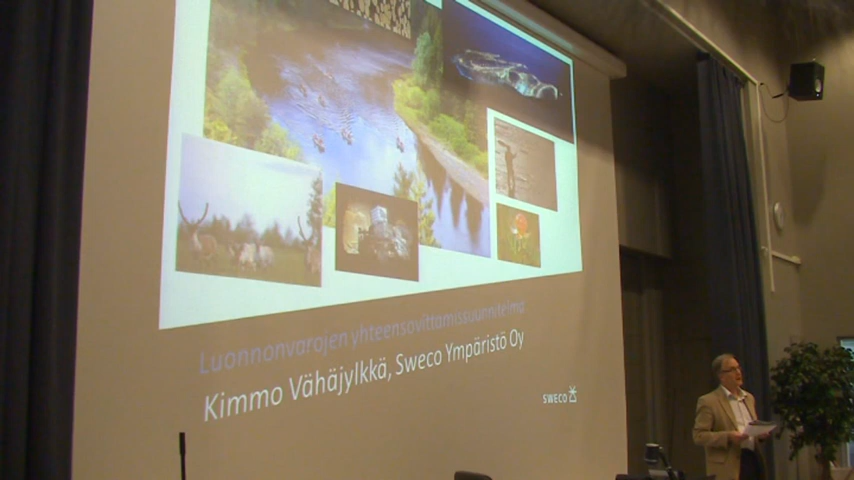 Luonnonvarojen yhteensovittamissuunnitelma
Kimmo Vähäjylkkä, Sweco Ympäristö Oy
SWECO